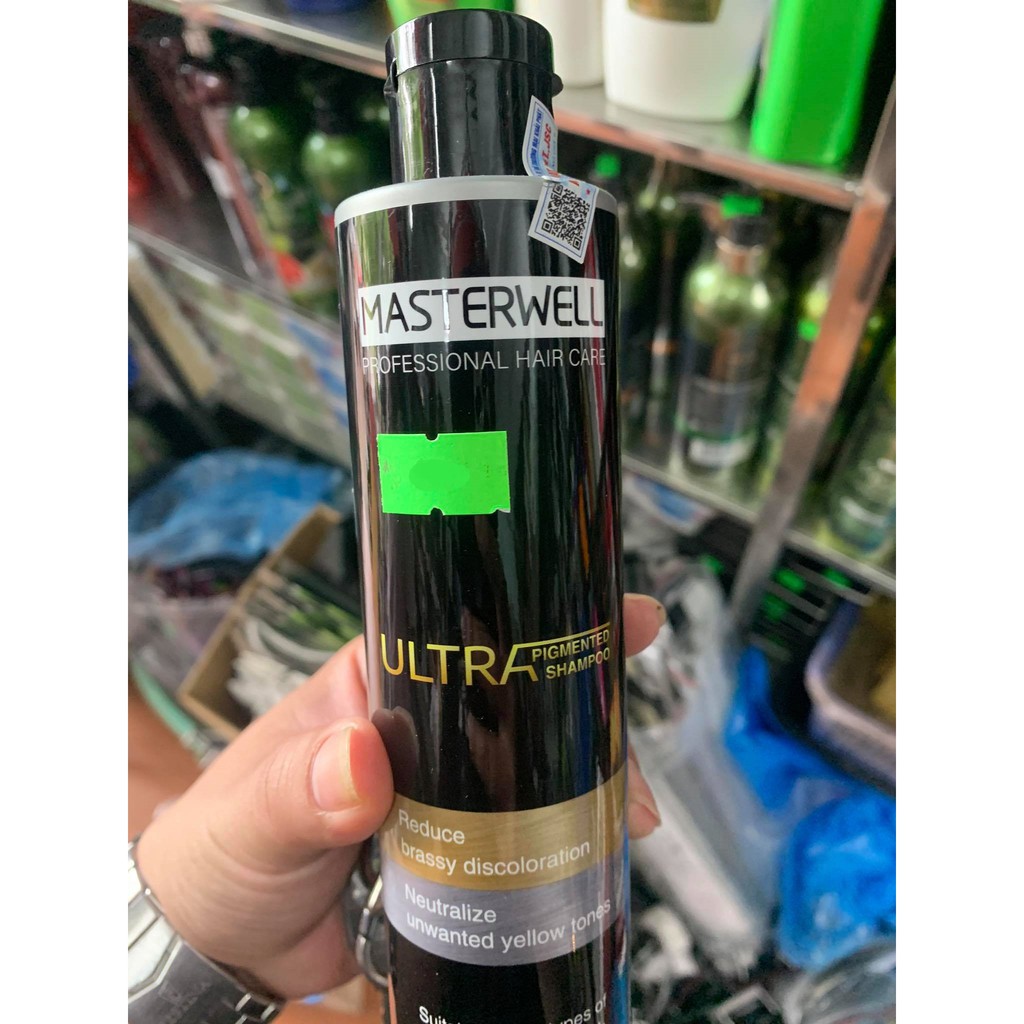 MASTERWELL
PROFESSIONAL HAIR CARE
ULTRA
PIGMENTED
SHAMPOO
Reduce
brassy discoloration
Neutralize
unwanted yellow tones